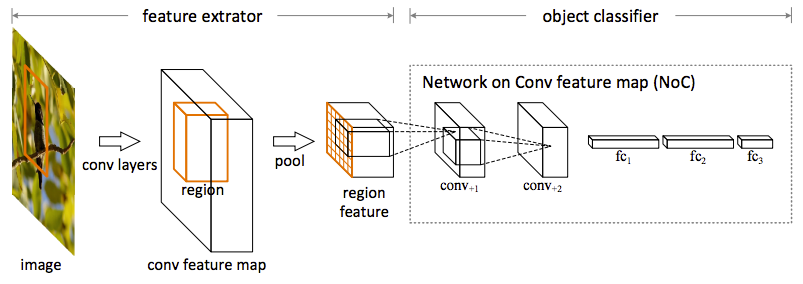 feature extrator
object classifier
Network on Conv feature map (NoC)
conv layers
region
pool
region
feature
conv+1
conv+2
fc1
fc2
fc3
image
conv feature map